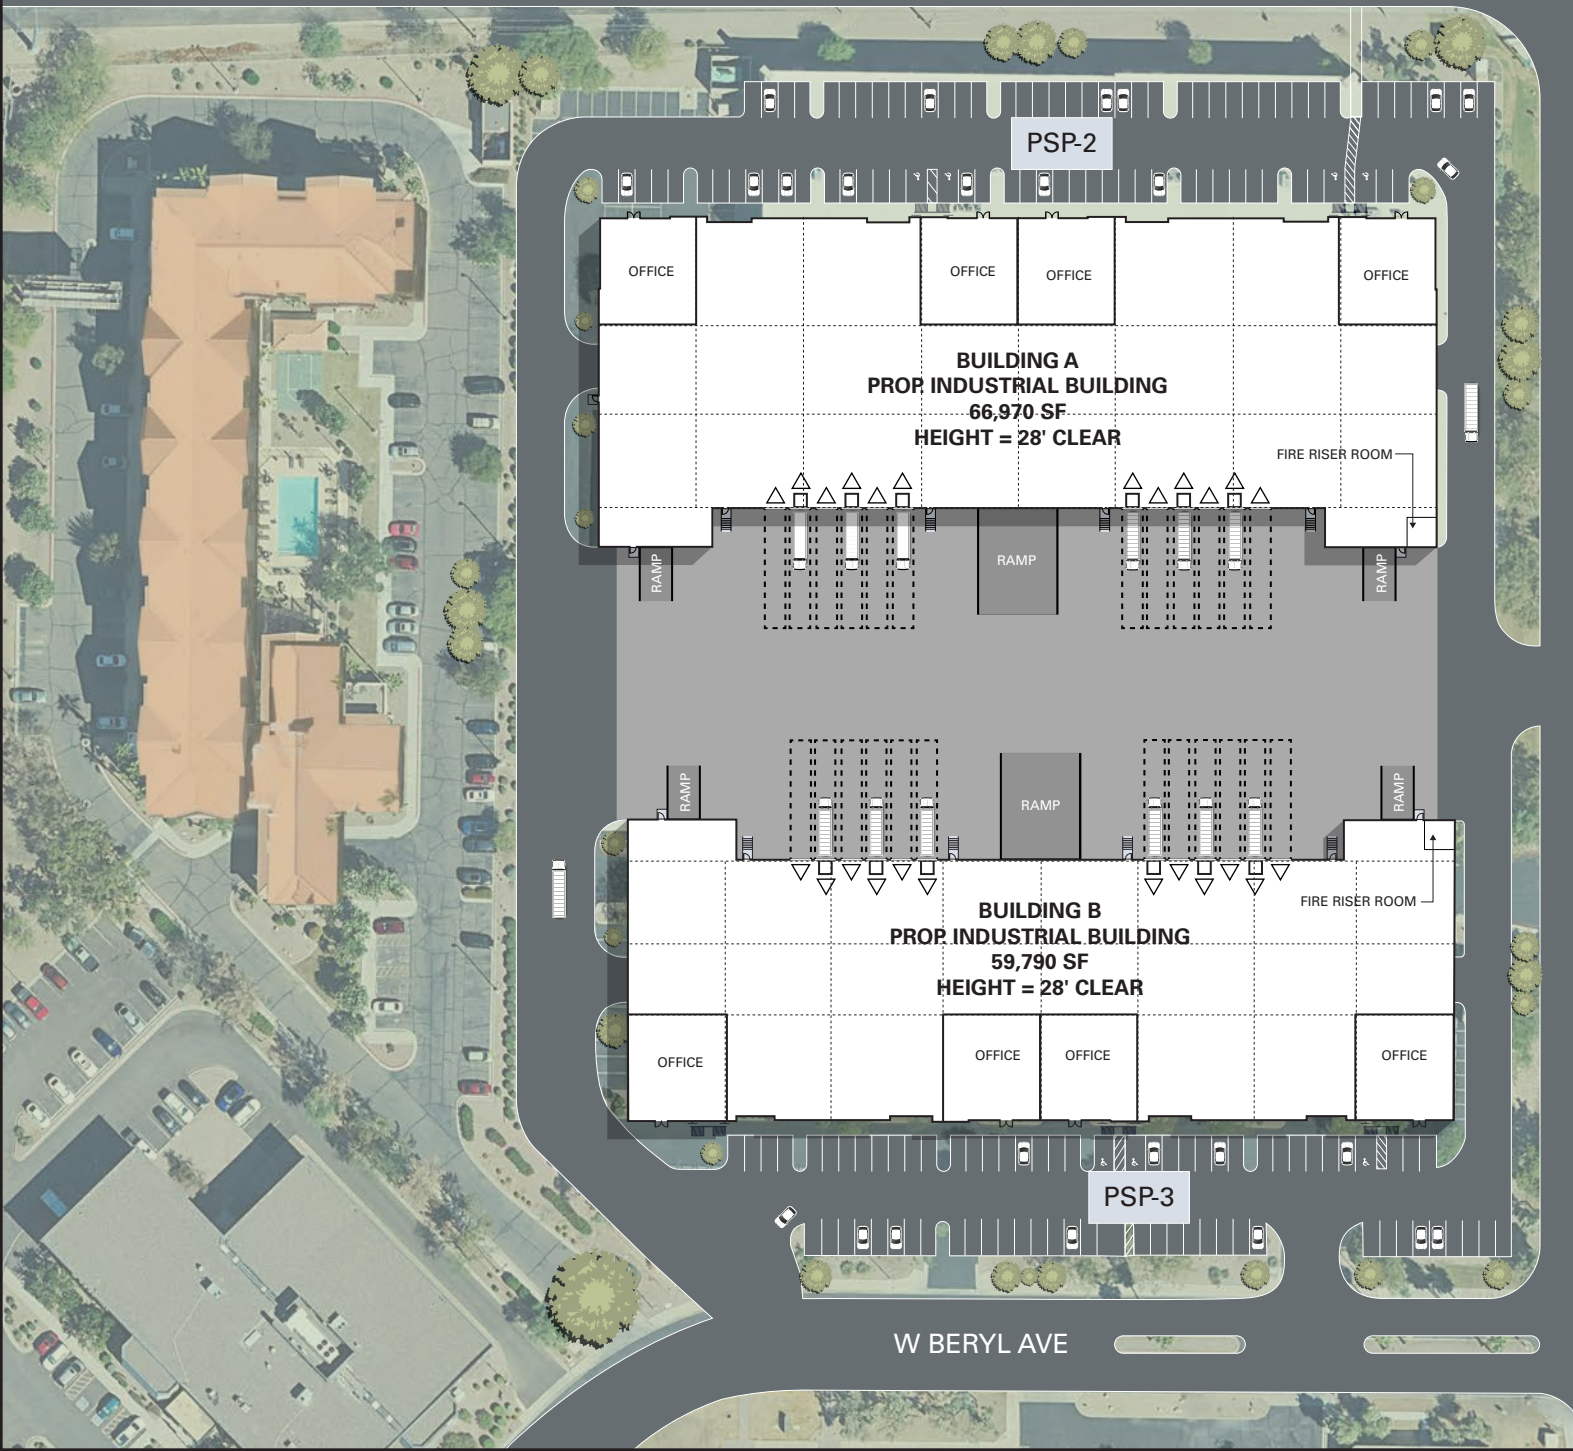 PSP-2
OFFICE
OFFICE
OFFICE
OFFICE
BUILDING A
PROP. INDUSTRIAL BUILDING
66,970 SF
HEIGHT = 28' CLEAR
FIRE RISER ROOM
RAMP
RAMP
RAMP
RAMP
RAMP
RAMP
FIRE RISER ROOM
BUILDING B
PROP. INDUSTRIAL BUILDING
59,790 SF
HEIGHT = 28' CLEAR
OFFICE
OFFICE
OFFICE
OFFICE
PSP-3
W BERYL AVE